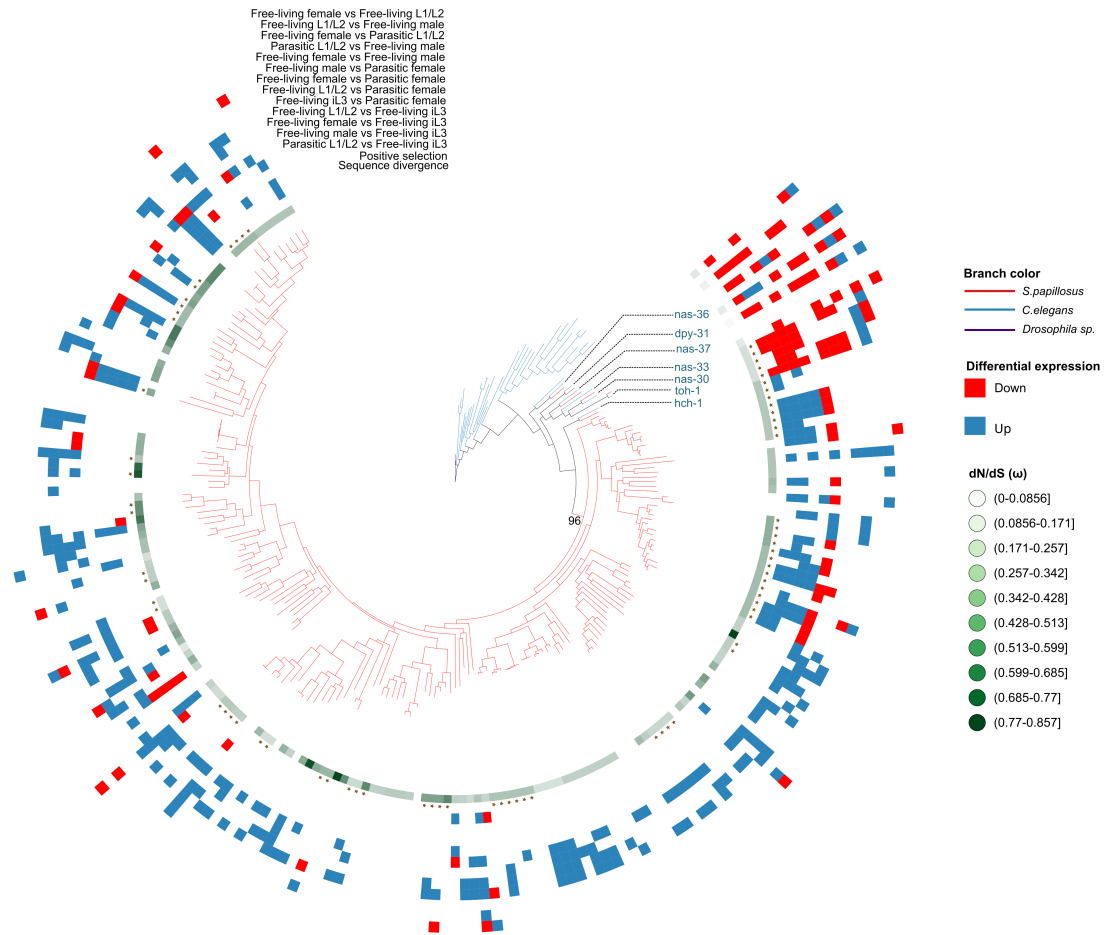 Free-living female vs Free-living L1/L2
Free-living L1/L2 vs Free-living male
Free-living female vs Parasitic L1/L2
Parasitic L1/L2 vs Free-living male
Free-living female vs Free-living male
Free-living male vs Parasitic female
Free-living female vs Parasitic female
Free-living L1/L2 vs Parasitic female
Free-living iL3 vs Parasitic female
Free-living L1/L2 vs Free-living iL3
Free-living female vs Free-living iL3
Free-living male vs Free-living iL3
Parasitic L1/L2 vs Free-living iL3
Positive selection
Sequence divergence
nas-36
dpy-31
nas-37
nas-33
nas-30
toh-1
hch-1
96
Branch color
S.papillosus
C.elegans
Drosophila sp.
Differential expression
Down
Up
dN/dS (ω)
(0-0.0856]
(0.0856-0.171]
(0.171-0.257]
(0.257-0.342]
(0.342-0.428]
(0.428-0.513]
(0.513-0.599]
(0.599-0.685]
(0.685-0.77]
(0.77-0.857]